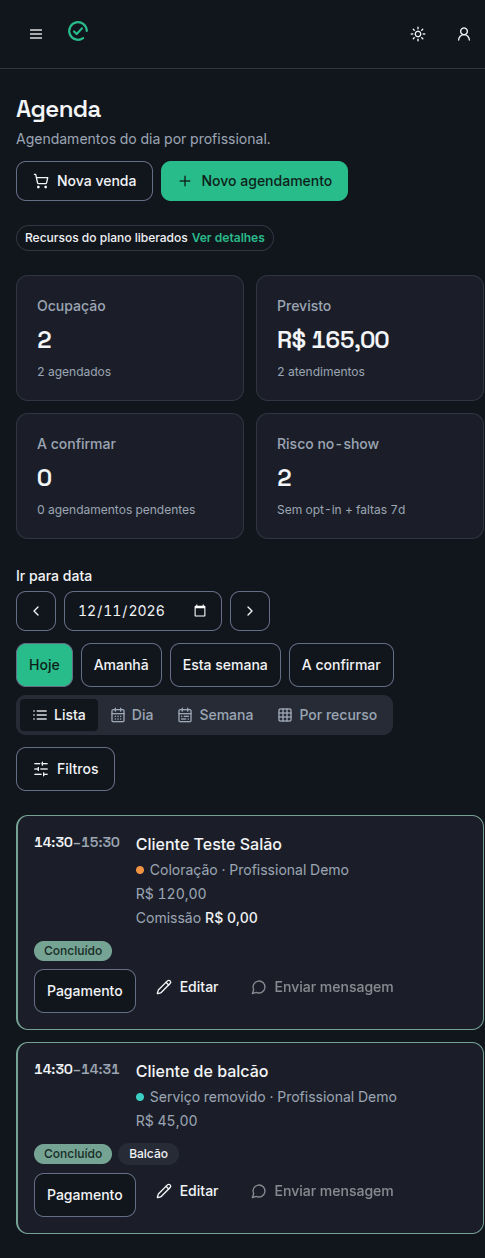 Agenda
Agendamentos do dia por profissional.
Nova venda
Novo agendamento
Recursos do plano liberados Ver detalhes
Ocupação
2
2 agendados
Previsto
R$ 165,00
2 atendimentos
A confirmar
0
0 agendamentos pendentes
Risco no-show
2
Sem opt-in + faltas 7d
Ir para data
12/11/2026
Hoje
Amanhã
Esta semana
A confirmar
Lista
Dia
Semana
Por recurso
Filtros
14:30–15:30
Cliente Teste Salão
Coloração · Profissional Demo
R$ 120,00
Comissão R$ 0,00
Concluído
Pagamento
Editar
Enviar mensagem
14:30–14:31
Cliente de balcão
Serviço removido · Profissional Demo
R$ 45,00
Concluído
Balcão
Pagamento
Editar
Enviar mensagem